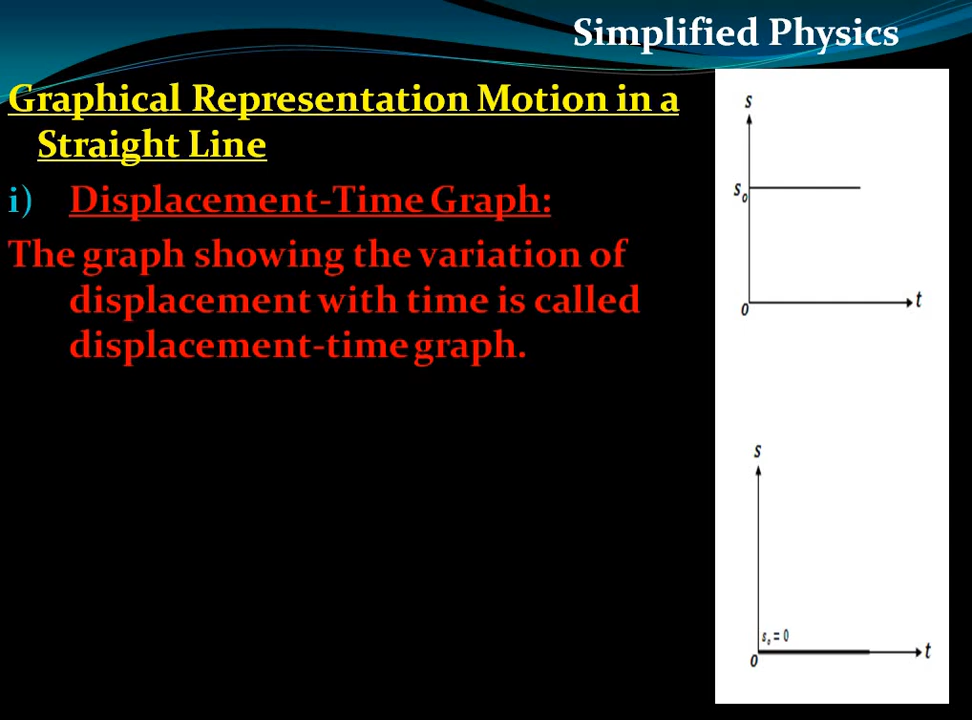 Simplified Physics
Graphical Representation Motion in a
Straight Line
i) Displacement-Time Graph:
The graph showing the variation of
displacement with time is called
displacement-time graph.
s
s₀
0
t
s
s₀ = 0
0
t